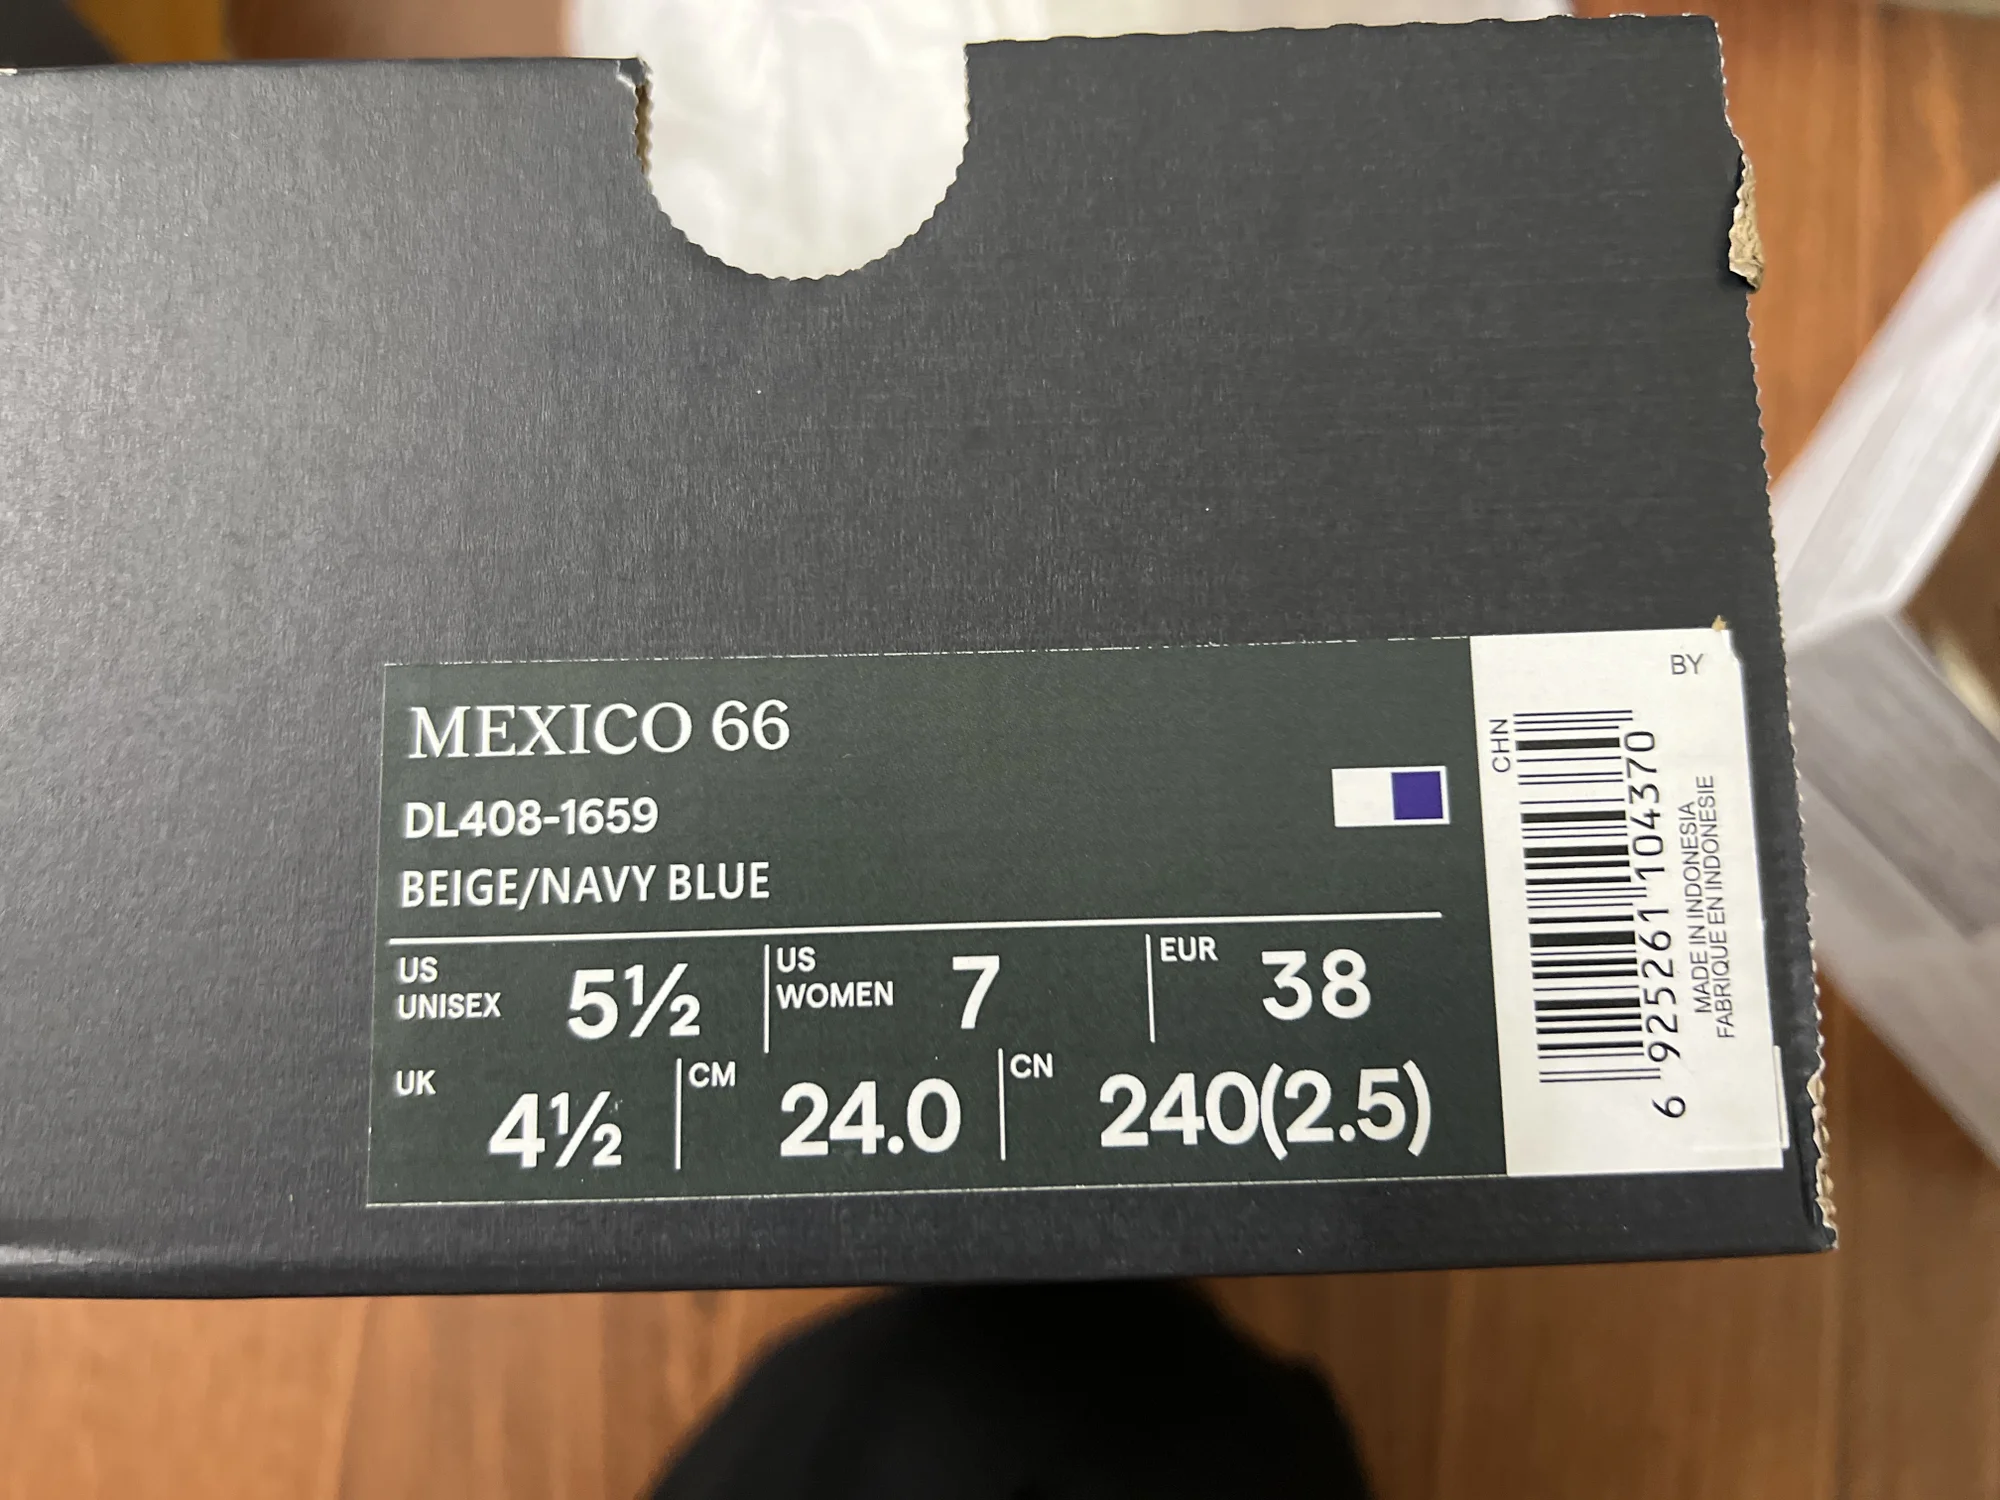 MEXICO 66
DL408-1659
BEIGE/NAVY BLUE
US UNISEX 5½
US WOMEN 7
EUR 38
UK 4½
CM 24.0
CN 240(2.5)
BY
CHN
6 925261 104370
MADE IN INDONESIA
FABRIQUE EN INDONESIE